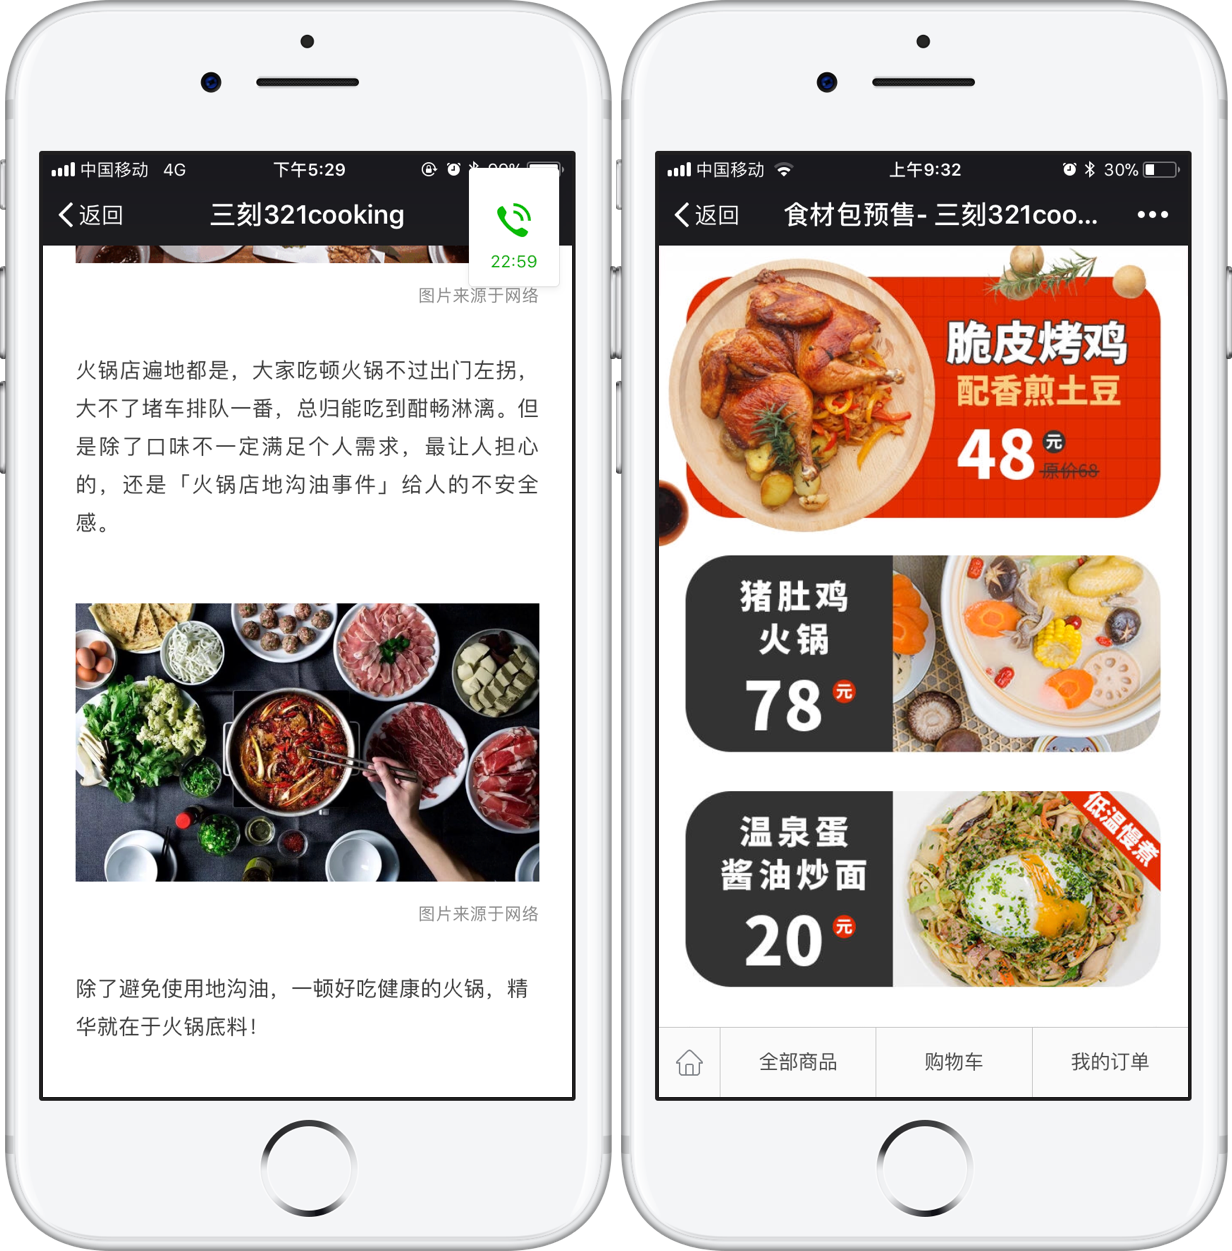 中国移动 4G 下午5:29 99%
返回 三刻321cooking
22:59
图片来源于网络
火锅店遍地都是，大家吃顿火锅不过出门左拐，
大不了堵车排队一番，总归能吃到酣畅淋漓。但
是除了口味不一定满足个人需求，最让人担心
的，还是「火锅店地沟油事件」给人的不安全
感。
图片来源于网络
除了避免使用地沟油，一顿好吃健康的火锅，精
华就在于火锅底料！
中国移动 上午9:32 30%
返回 食材包预售- 三刻321coo...
脆皮烤鸡
配香煎土豆
48元
原价68
猪肚鸡
火锅
78元
温泉蛋
酱油炒面
20元
低温慢煮
全部商品 购物车 我的订单